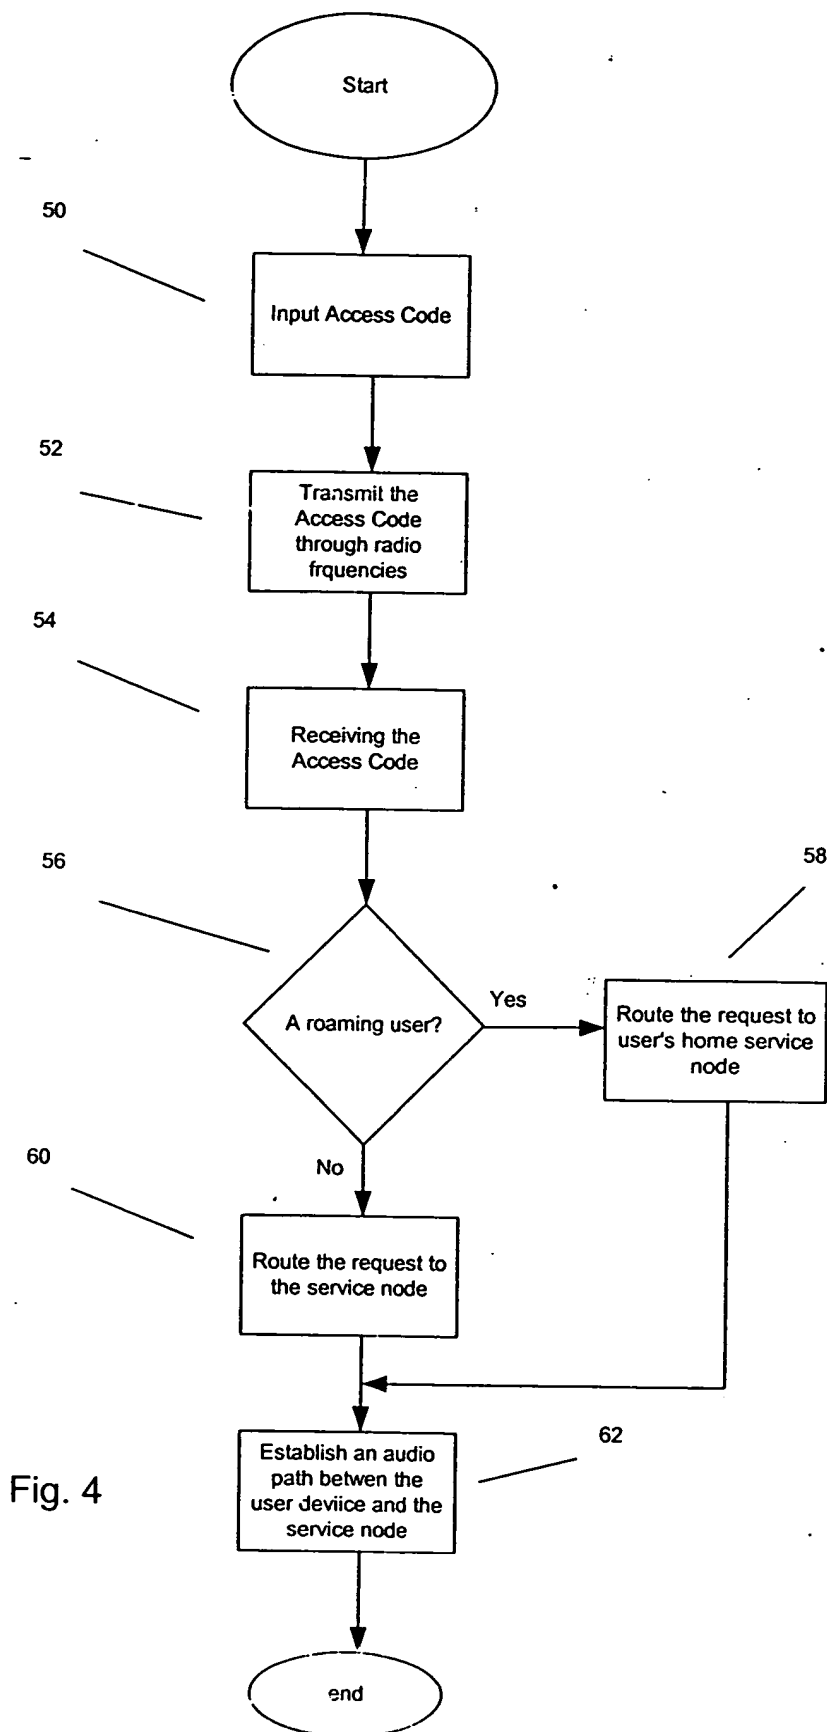 Start
50
Input Access Code
52
Transmit the
Access Code
through radio
frquencies
54
Receiving the
Access Code
56
58
A roaming user?
Yes
Route the request to
user's home service
node
60
No
Route the request to
the service node
62
Establish an audio
path betwen the
user deviice and the
service node
Fig. 4
end